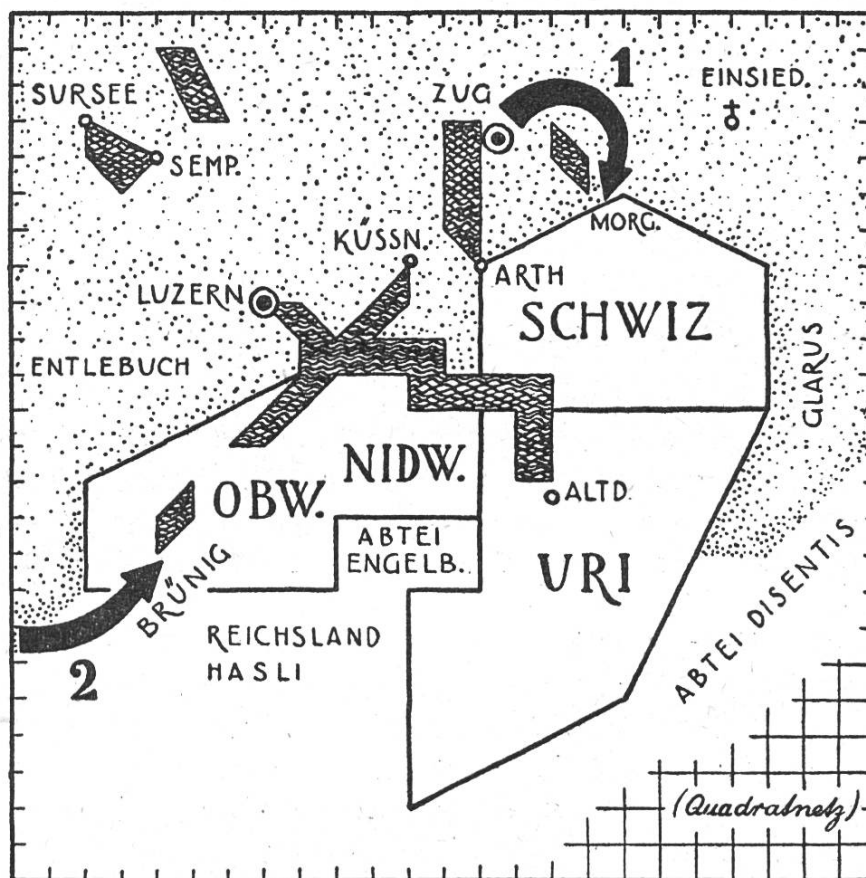 1
EINSIED.
ZUG
SURSEE
SEMP.
MORG.
KÜSSN.
ARTH
LUZERN
SCHWIZ
ENTLEBUCH
GLARUS
NIDW.
OBW.
ALTD.
ABTEI
ENGELB.
URI
BRÜNIG
ABTEI DISENTIS
REICHSLAND
HASLI
2
(Quadratnetz)